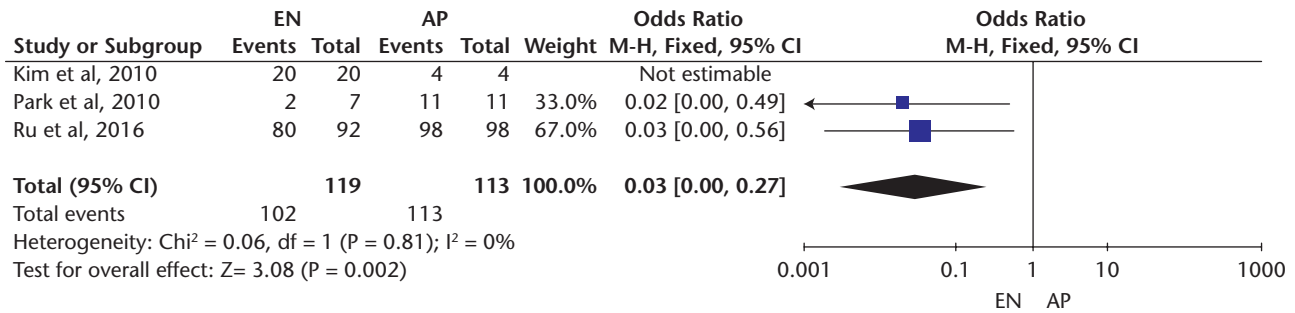 EN AP Odds Ratio Odds Ratio
Study or Subgroup Events Total Events Total Weight M-H, Fixed, 95% CI M-H, Fixed, 95% CI
Kim et al, 2010 20 20 4 4 Not estimable
Park et al, 2010 2 7 11 11 33.0% 0.02 [0.00, 0.49]
Ru et al, 2016 80 92 98 98 67.0% 0.03 [0.00, 0.56]
Total (95% CI) 119 113 100.0% 0.03 [0.00, 0.27]
Total events 102 113
Heterogeneity: Chi² = 0.06, df = 1 (P = 0.81); I² = 0%
Test for overall effect: Z= 3.08 (P = 0.002)
0.001 0.1 1 10 1000
EN AP